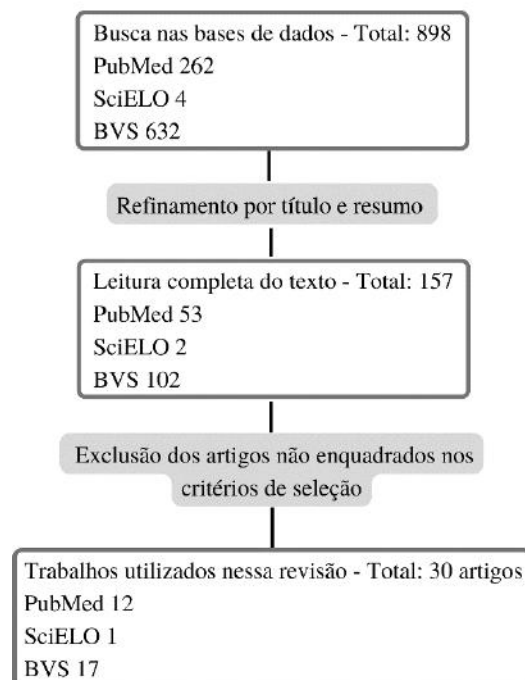 Busca nas bases de dados - Total: 898
PubMed 262
SciELO 4
BVS 632
Refinamento por título e resumo
Leitura completa do texto - Total: 157
PubMed 53
SciELO 2
BVS 102
Exclusão dos artigos não enquadrados nos
critérios de seleção
Trabalhos utilizados nessa revisão - Total: 30 artigos
PubMed 12
SciELO 1
BVS 17